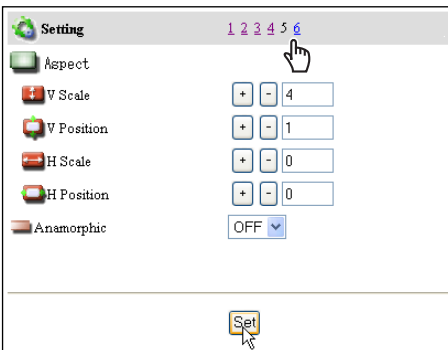 Setting 1 2 3 4 5 6
Aspect
V Scale + - 4
V Position + - 1
H Scale + - 0
H Position + - 0
Anamorphic OFF
Set